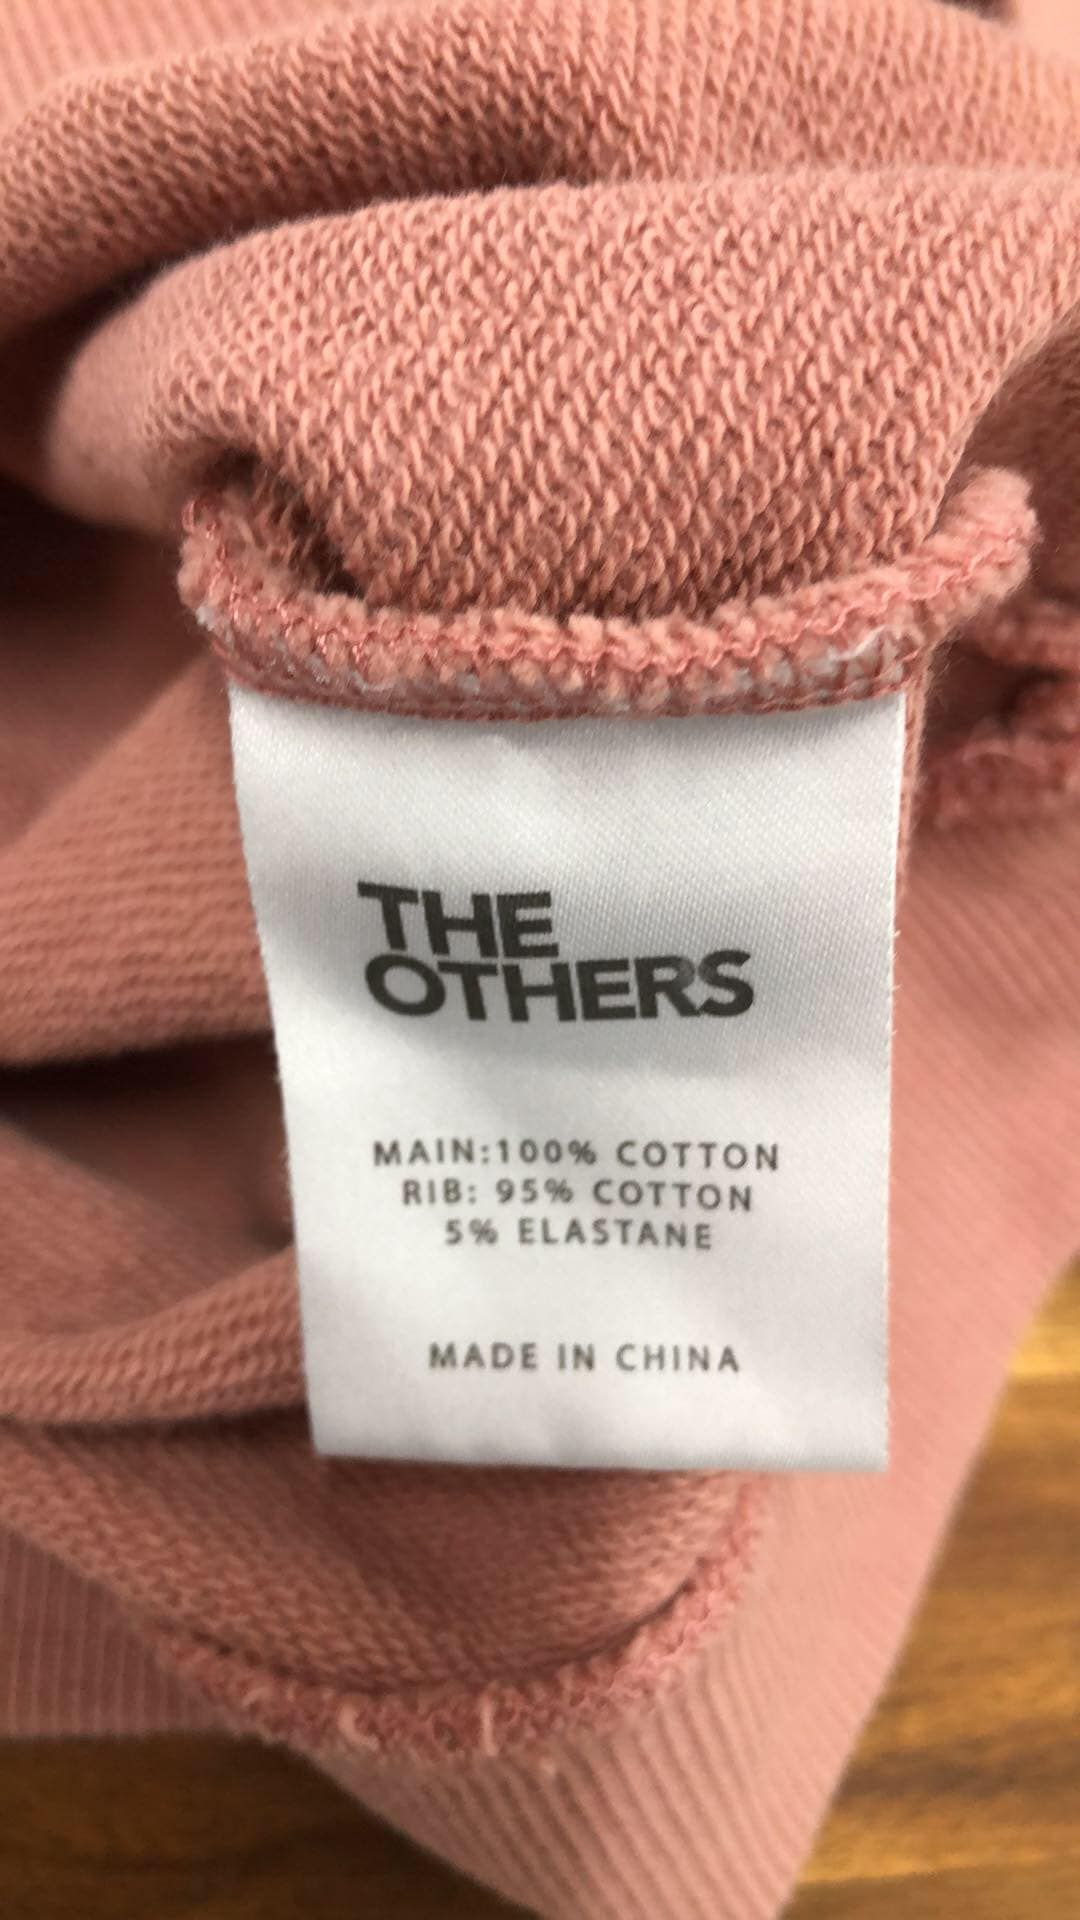 THE
OTHERS
MAIN:100% COTTON
RIB: 95% COTTON
5% ELASTANE
MADE IN CHINA